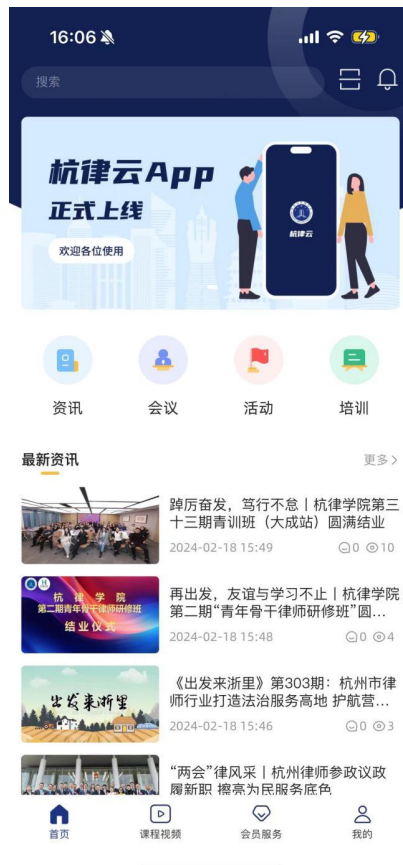 16:06
搜索
杭律云App
正式上线
欢迎各位使用
杭律云
资讯
会议
活动
培训
最新资讯
更多>
踔厉奋发，笃行不怠丨杭律学院第三
十三期青训班（大成站）圆满结业
2024-02-18 15:49
0
10
杭律学院
第二期青年骨干律师研修班
结业仪式
再出发，友谊与学习不止丨杭律学院
第二期“青年骨干律师研修班”圆...
2024-02-18 15:48
0
4
出发来浙里
《出发来浙里》第303期：杭州市律
师行业打造法治服务高地 护航营...
2024-02-18 15:46
0
3
“两会”律风采丨杭州律师参政议政
履新职 擦亮为民服务底色
首页
课程视频
会员服务
我的